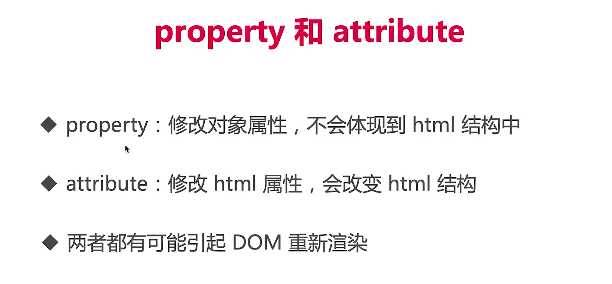 property 和 attribute
◆ property：修改对象属性，不会体现到 html 结构中
◆ attribute：修改 html 属性，会改变 html 结构
◆ 两者都有可能引起 DOM 重新渲染